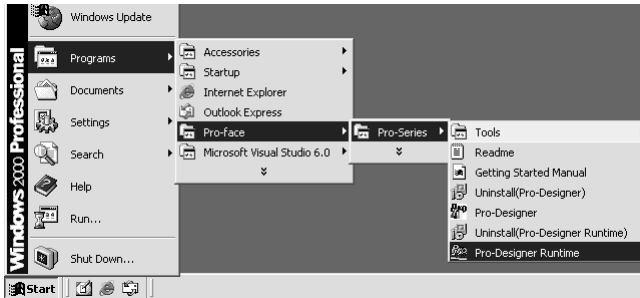 Windows Update
Programs
Documents
Settings
Search
Help
Run...
Shut Down...
Windows 2000 Professional
Start
Accessories
Startup
Internet Explorer
Outlook Express
Pro-face
Microsoft Visual Studio 6.0
Pro-Series
Tools
Readme
Getting Started Manual
Uninstall(Pro-Designer)
Pro-Designer
Uninstall(Pro-Designer Runtime)
Pro-Designer Runtime